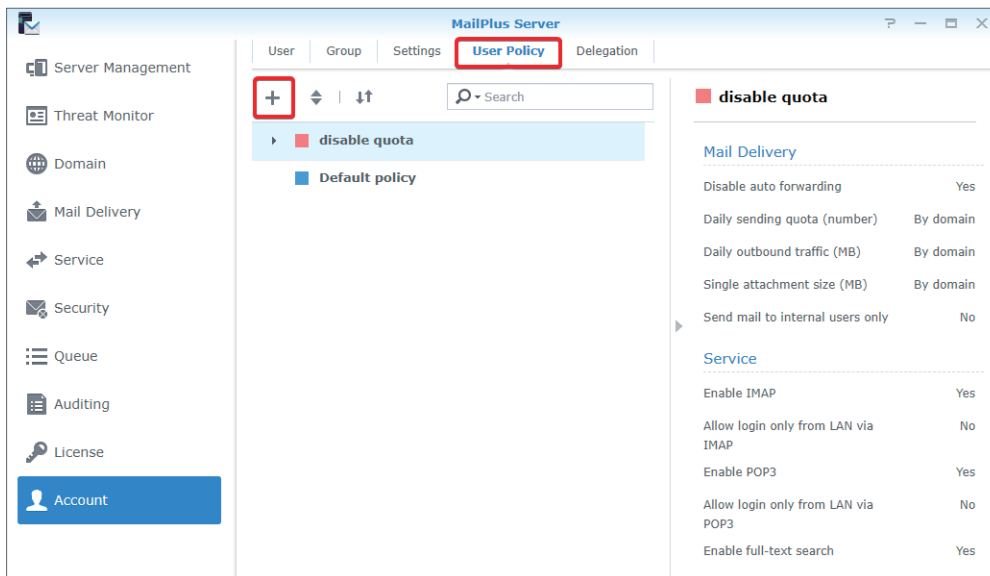 MailPlus Server
Server Management
Threat Monitor
Domain
Mail Delivery
Service
Security
Queue
Auditing
License
Account
User Group Settings User Policy Delegation
Search
disable quota
Default policy
disable quota
Mail Delivery
Disable auto forwarding Yes
Daily sending quota (number) By domain
Daily outbound traffic (MB) By domain
Single attachment size (MB) By domain
Send mail to internal users only No
Service
Enable IMAP Yes
Allow login only from LAN via No
IMAP
Enable POP3 Yes
Allow login only from LAN via No
POP3
Enable full-text search Yes